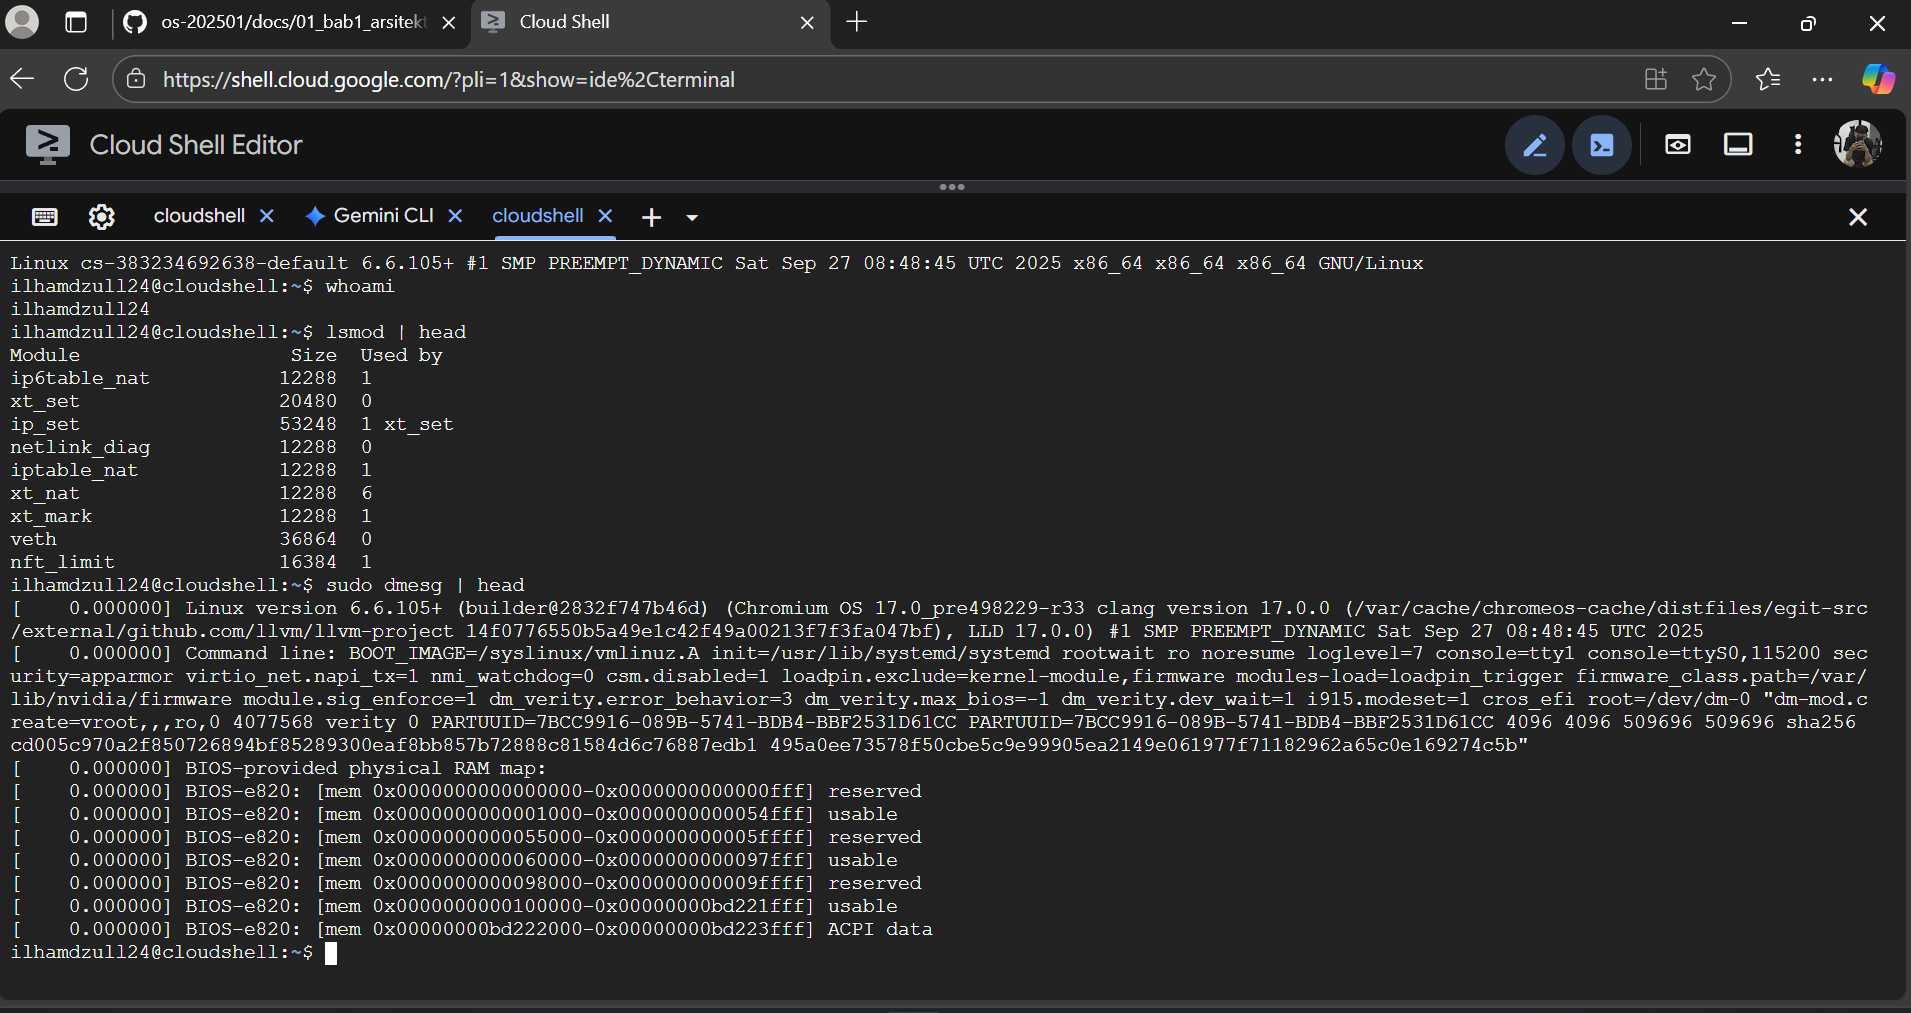 os-202501/docs/01_bab1_arsitekt
Cloud Shell
https://shell.cloud.google.com/?pli=1&show=ide%2Cterminal
Cloud Shell Editor
cloudshell
Gemini CLI
cloudshell
Linux cs-383234692638-default 6.6.105+ #1 SMP PREEMPT_DYNAMIC Sat Sep 27 08:48:45 UTC 2025 x86_64 x86_64 x86_64 GNU/Linux
ilhamdzull24@cloudshell:~$ whoami
ilhamdzull24
ilhamdzull24@cloudshell:~$ lsmod | head
Module                  Size  Used by
ip6table_nat           12288  1
xt_set                 20480  0
ip_set                 53248  1 xt_set
netlink_diag           12288  0
iptable_nat            12288  1
xt_nat                 12288  6
xt_mark                12288  1
veth                   36864  0
nft_limit              16384  1
ilhamdzull24@cloudshell:~$ sudo dmesg | head
[    0.000000] Linux version 6.6.105+ (builder@2832f747b46d) (Chromium OS 17.0_pre498229-r33 clang version 17.0.0 (/var/cache/chromeos-cache/distfiles/egit-src
/external/github.com/llvm/llvm-project 14f0776550b5a49e1c42f49a00213f7f3fa047bf), LLD 17.0.0) #1 SMP PREEMPT_DYNAMIC Sat Sep 27 08:48:45 UTC 2025
[    0.000000] Command line: BOOT_IMAGE=/syslinux/vmlinuz.A init=/usr/lib/systemd/systemd rootwait ro noresume loglevel=7 console=tty1 console=ttyS0,115200 sec
urity=apparmor virtio_net.napi_tx=1 nmi_watchdog=0 csm.disabled=1 loadpin.exclude=kernel-module,firmware modules-load=loadpin_trigger firmware_class.path=/var/
lib/nvidia/firmware module.sig_enforce=1 dm_verity.error_behavior=3 dm_verity.max_bios=-1 dm_verity.dev_wait=1 i915.modeset=1 cros_efi root=/dev/dm-0 "dm-mod.c
reate=vroot,,,ro,0 4077568 verity 0 PARTUUID=7BCC9916-089B-5741-BDB4-BBF2531D61CC PARTUUID=7BCC9916-089B-5741-BDB4-BBF2531D61CC 4096 4096 509696 509696 sha256
cd005c970a2f850726894bf85289300eaf8bb857b72888c81584d6c76887edb1 495a0ee73578f50cbe5c9e99905ea2149e061977f71182962a65c0e169274c5b"
[    0.000000] BIOS-provided physical RAM map:
[    0.000000] BIOS-e820: [mem 0x0000000000000000-0x0000000000000fff] reserved
[    0.000000] BIOS-e820: [mem 0x0000000000001000-0x0000000000054fff] usable
[    0.000000] BIOS-e820: [mem 0x0000000000055000-0x000000000005ffff] reserved
[    0.000000] BIOS-e820: [mem 0x0000000000060000-0x0000000000097fff] usable
[    0.000000] BIOS-e820: [mem 0x0000000000098000-0x000000000009ffff] reserved
[    0.000000] BIOS-e820: [mem 0x0000000000100000-0x00000000bd221fff] usable
[    0.000000] BIOS-e820: [mem 0x00000000bd222000-0x00000000bd223fff] ACPI data
ilhamdzull24@cloudshell:~$